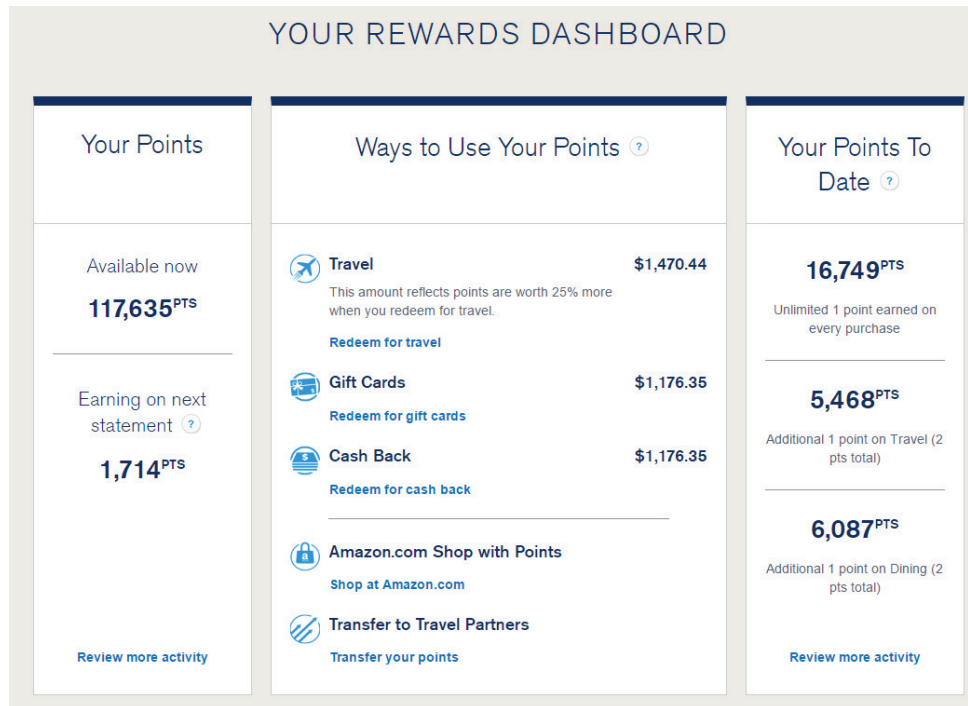 YOUR REWARDS DASHBOARD
Your Points
Available now
117,635PTS
Earning on next
statement ?
1,714PTS
Review more activity
Ways to Use Your Points ?
Travel $1,470.44
This amount reflects points are worth 25% more
when you redeem for travel.
Redeem for travel
Gift Cards $1,176.35
Redeem for gift cards
Cash Back $1,176.35
Redeem for cash back
Amazon.com Shop with Points
Shop at Amazon.com
Transfer to Travel Partners
Transfer your points
Your Points To
Date ?
16,749PTS
Unlimited 1 point earned on
every purchase
5,468PTS
Additional 1 point on Travel (2
pts total)
6,087PTS
Additional 1 point on Dining (2
pts total)
Review more activity